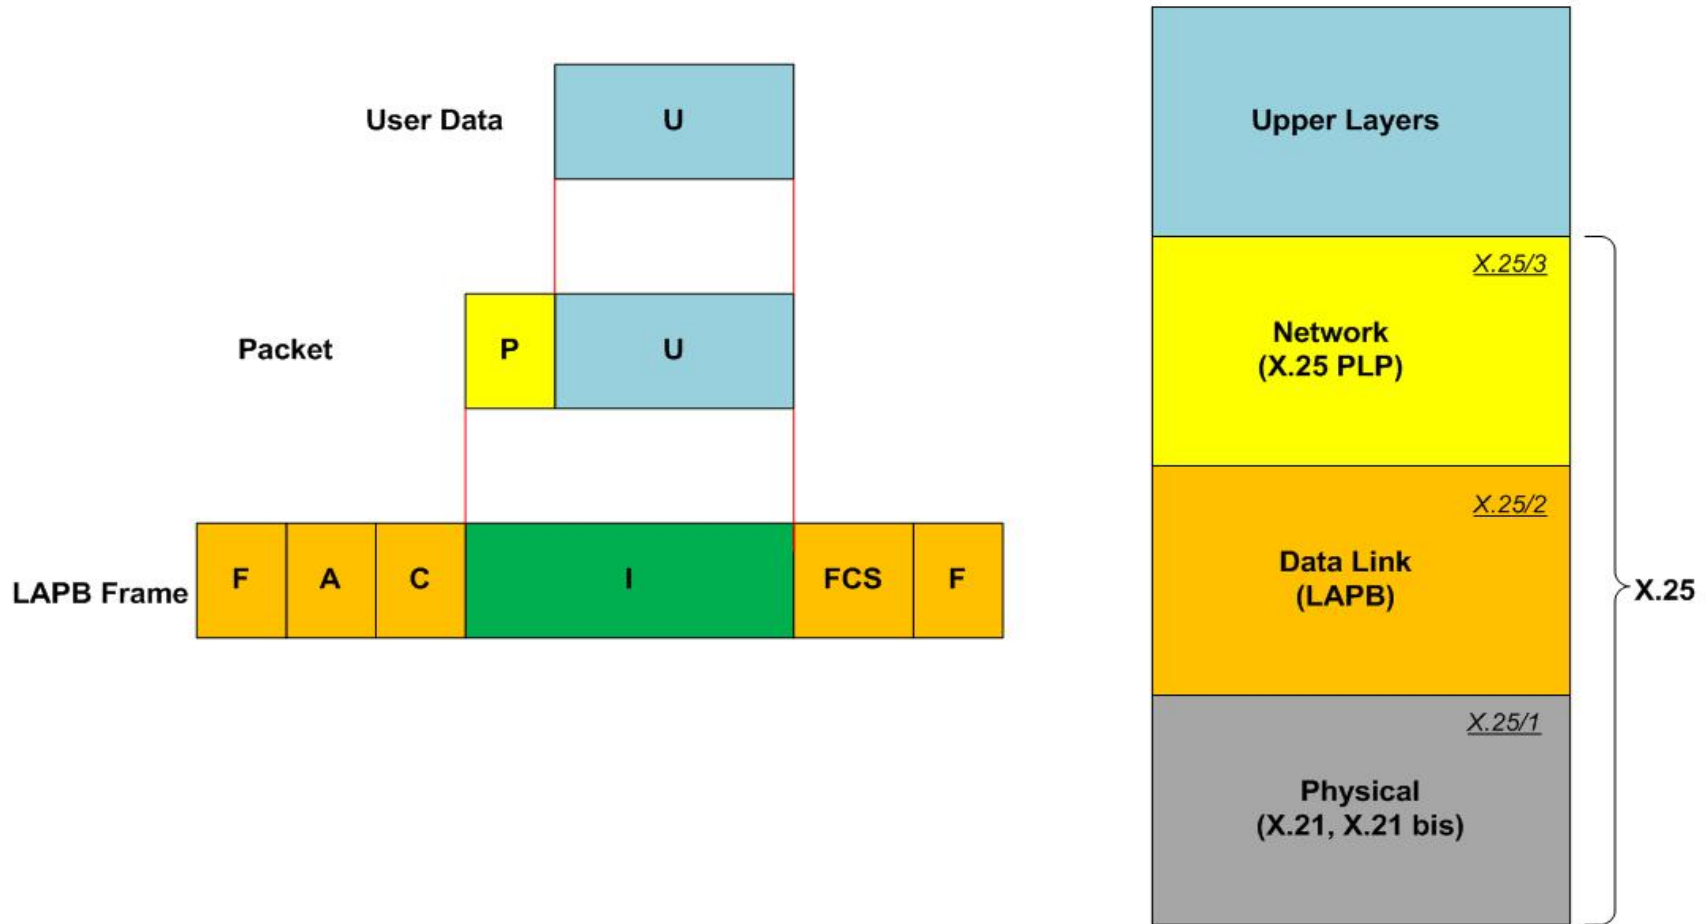 User Data
U
Packet
P
U
LAPB Frame
F
A
C
I
FCS
F
Upper Layers
X.25/3
Network
(X.25 PLP)
X.25/2
Data Link
(LAPB)
X.25/1
Physical
(X.21, X.21 bis)
X.25